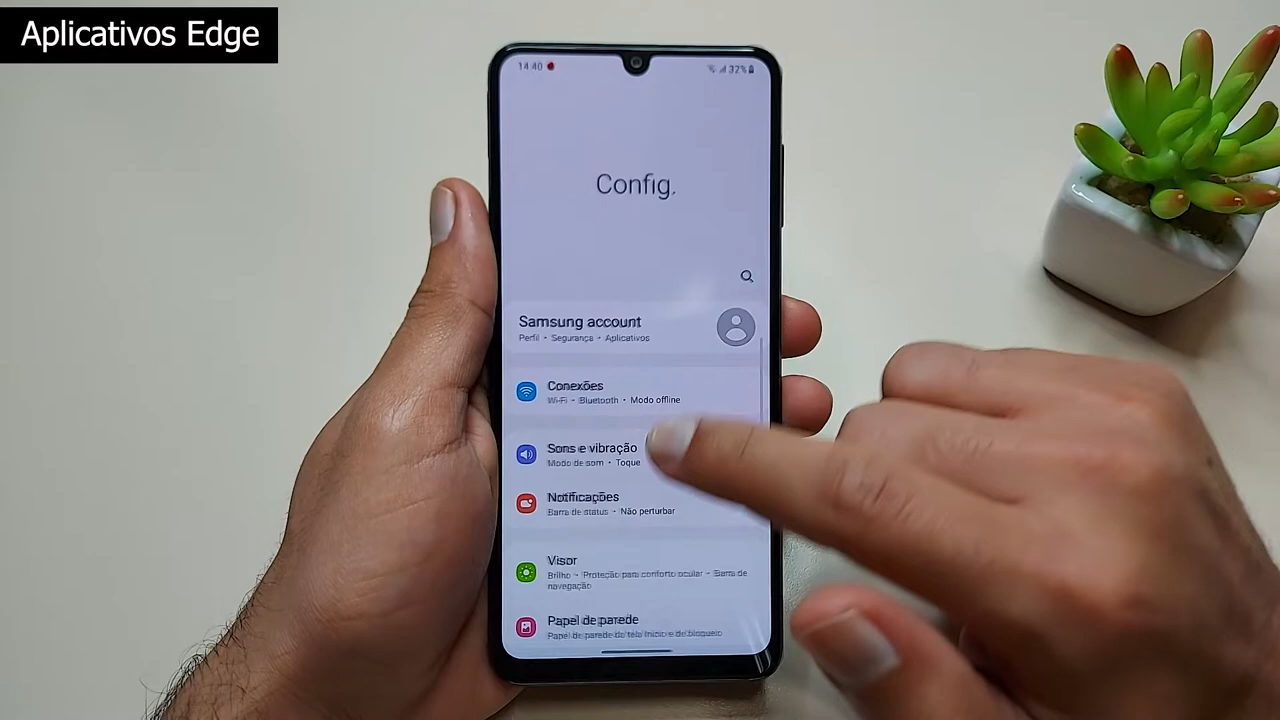 Aplicativos Edge
14:40
32%
Config.
Samsung account
Perfil • Segurança • Aplicativos
Conexões
Wi-Fi • Bluetooth • Modo offline
Sons e vibração
Modo de som • Toque
Notificações
Barra de status • Não perturbar
Visor
Brilho • Proteção para conforto ocular • Barra de
navegação
Papel de parede
Papel de parede da tela Início e de bloqueio